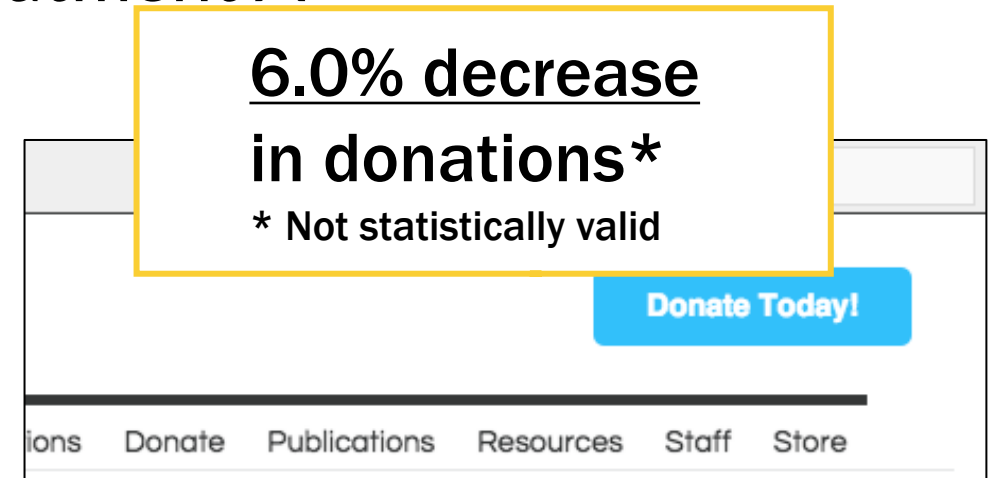 6.0% decrease
in donations*
* Not statistically valid
Donate Today!
Donate Publications Resources Staff Store